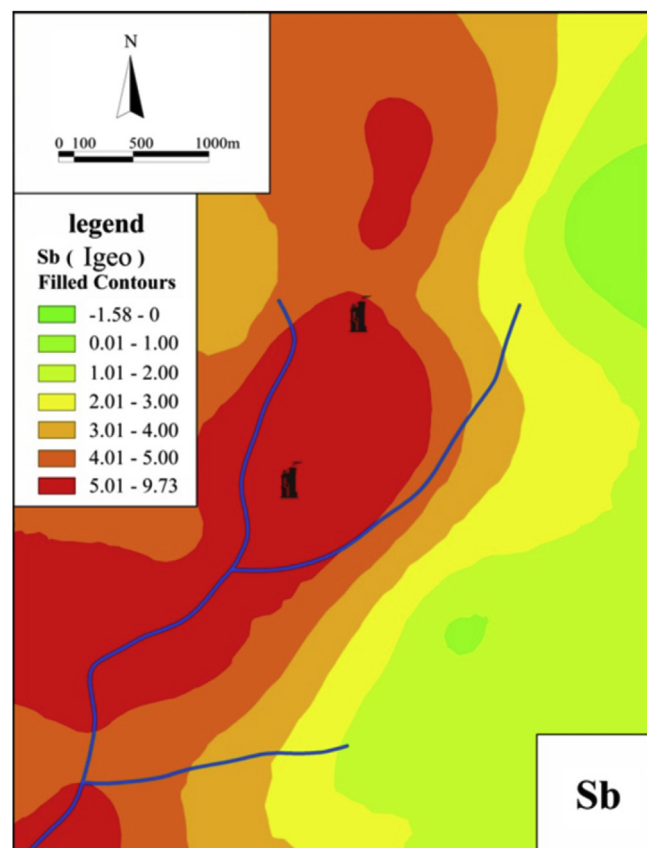 N
0 100 500 1000m
legend
Sb ( Igeo )
Filled Contours
-1.58 - 0
0.01 - 1.00
1.01 - 2.00
2.01 - 3.00
3.01 - 4.00
4.01 - 5.00
5.01 - 9.73
Sb